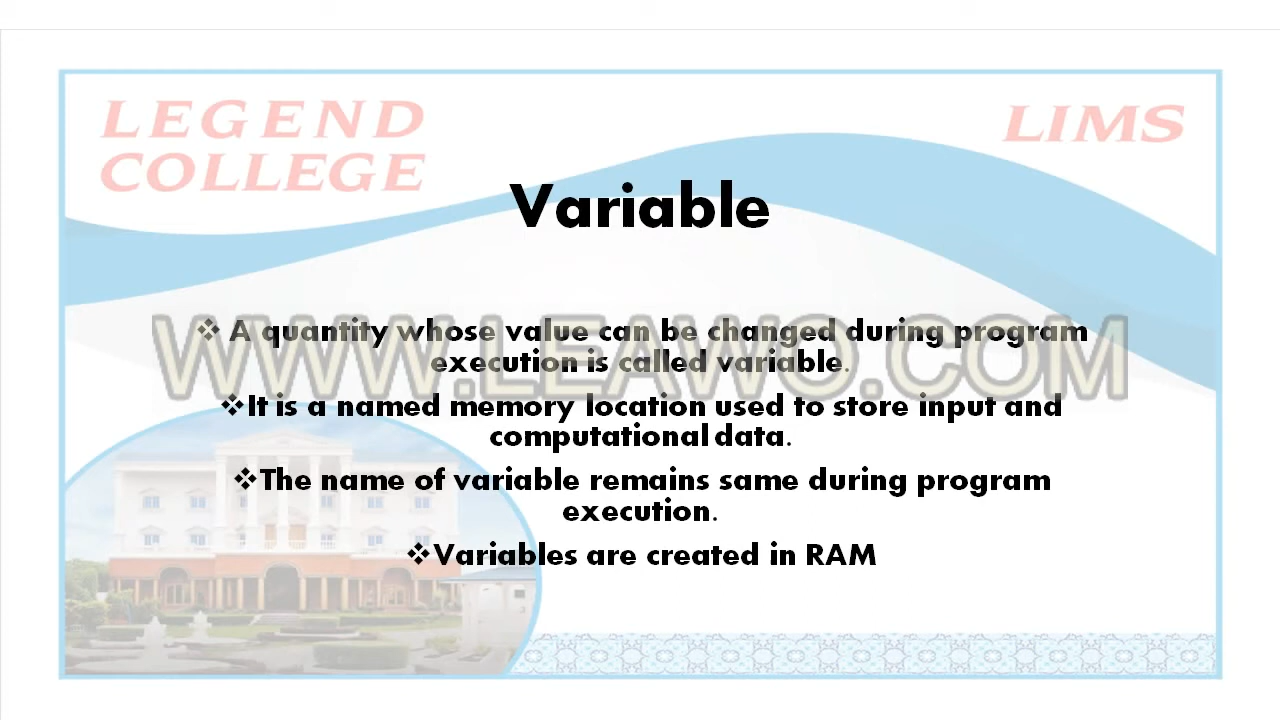 LEGEND
COLLEGE
LIMS
Variable
❖ A quantity whose value can be changed during program
execution is called variable.
WWW.LEAWO.COM
❖It is a named memory location used to store input and
computational data.
❖The name of variable remains same during program
execution.
❖Variables are created in RAM